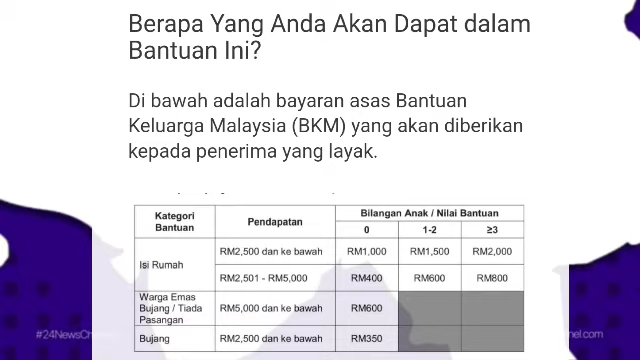 Berapa Yang Anda Akan Dapat dalam
Bantuan Ini?
Di bawah adalah bayaran asas Bantuan
Keluarga Malaysia (BKM) yang akan diberikan
kepada penerima yang layak.
Kategori Bantuan Pendapatan Bilangan Anak / Nilai Bantuan
0 1-2 ≥3
Isi Rumah RM2,500 dan ke bawah RM1,000 RM1,500 RM2,000
RM2,501 - RM5,000 RM400 RM600 RM800
Warga Emas
Bujang / Tiada
Pasangan RM5,000 dan ke bawah RM600
Bujang RM2,500 dan ke bawah RM350